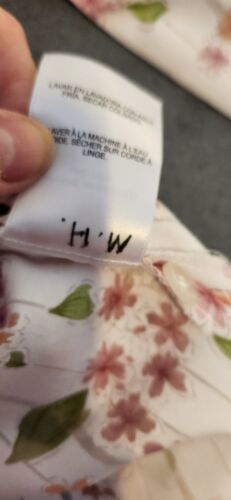 LAVAR EN LAVADORA CON AGUA
FRIA. SECAR COLGADO.
LAVER À LA MACHINE À L'EAU
FROIDE. SÉCHER SUR CORDE À
LINGE.
M.H.